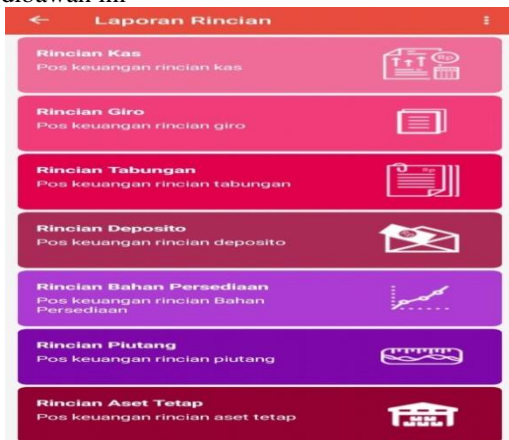 dibawah ini
Laporan Rincian
Rincian Kas
Pos keuangan rincian kas
Rp
Rincian Giro
Pos keuangan rincian giro
Rincian Tabungan
Pos keuangan rincian tabungan
Rp
Rincian Deposito
Pos keuangan rincian deposito
Rincian Bahan Persediaan
Pos keuangan rincian Bahan
Persediaan
Rincian Piutang
Pos keuangan rincian piutang
Rincian Aset Tetap
Pos keuangan rincian aset tetap